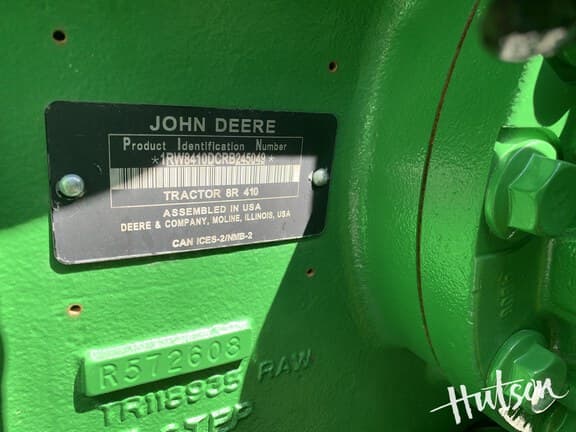 JOHN DEERE
Product Identification Number
*1RW8410DCRB245049*
TRACTOR 8R 410
ASSEMBLED IN USA
DEERE & COMPANY, MOLINE, ILLINOIS, USA
CAN ICES-2/NMB-2
R572608
TR118935 RAW
Hutson